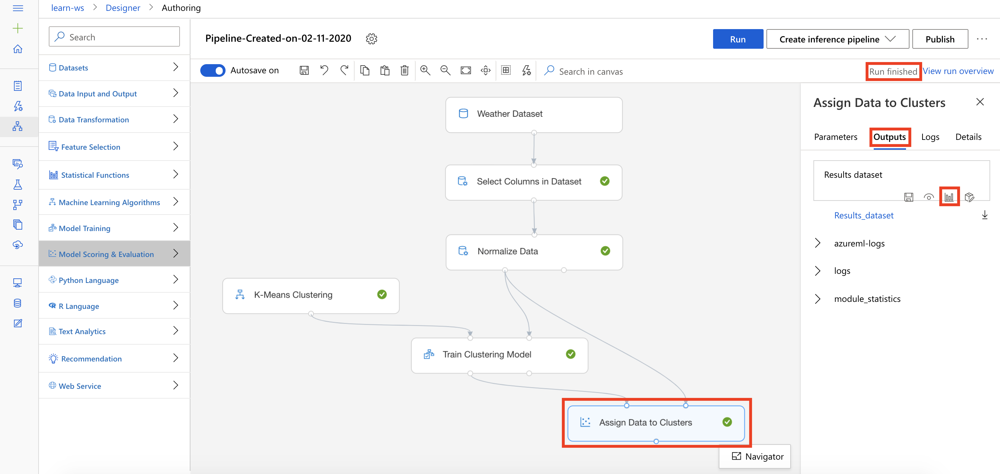 learn-ws > Designer > Authoring
Search
Datasets
Data Input and Output
Data Transformation
Feature Selection
Statistical Functions
Machine Learning Algorithms
Model Training
Model Scoring & Evaluation
Python Language
R Language
Text Analytics
Recommendation
Web Service
Pipeline-Created-on-02-11-2020
Run
Create inference pipeline
Publish
Autosave on
Search in canvas
Run finished
View run overview
Weather Dataset
Select Columns in Dataset
Normalize Data
K-Means Clustering
Train Clustering Model
Assign Data to Clusters
Navigator
Assign Data to Clusters
Parameters
Outputs
Logs
Details
Results dataset
Results_dataset
azureml-logs
logs
module_statistics